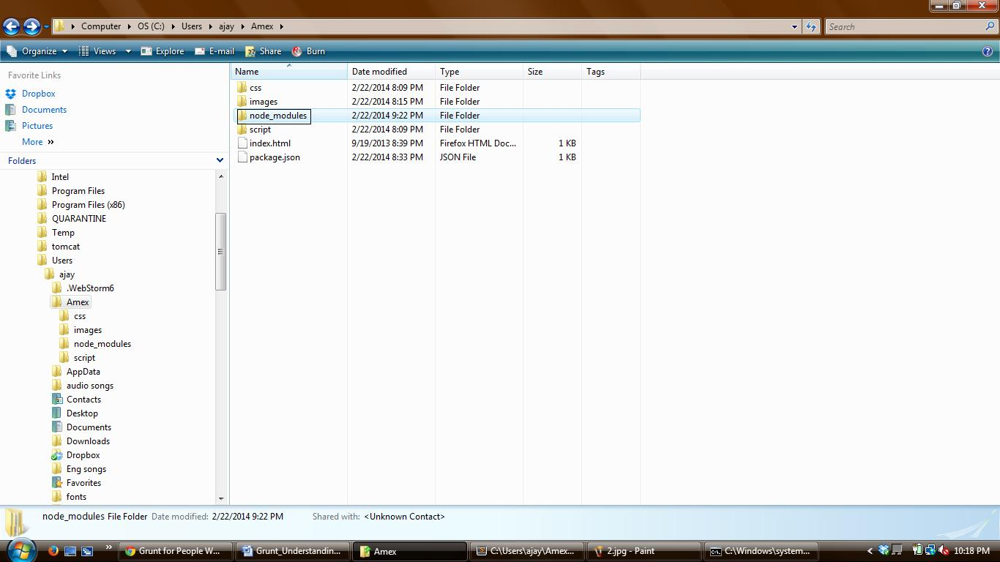 Computer OS (C:) Users ajay Amex
Search
Organize Views Explore E-mail Share Burn
Favorite Links
Dropbox
Documents
Pictures
More »
Folders
Intel
Program Files
Program Files (x86)
QUARANTINE
Temp
tomcat
Users
ajay
.WebStorm6
Amex
css
images
node_modules
script
AppData
audio songs
Contacts
Desktop
Documents
Downloads
Dropbox
Eng songs
Favorites
fonts
Name Date modified Type Size Tags
css 2/22/2014 8:09 PM File Folder
images 2/22/2014 8:15 PM File Folder
node_modules 2/22/2014 9:22 PM File Folder
script 2/22/2014 8:09 PM File Folder
index.html 9/19/2013 8:39 PM Firefox HTML Doc... 1 KB
package.json 2/22/2014 8:33 PM JSON File 1 KB
node_modules File Folder Date modified: 2/22/2014 9:22 PM Shared with: <Unknown Contact>
» Grunt for People W... Grunt_Understandin... Amex C:\Users\ajay\Amex... 2.jpg - Paint C:\Windows\system... < 10:18 PM